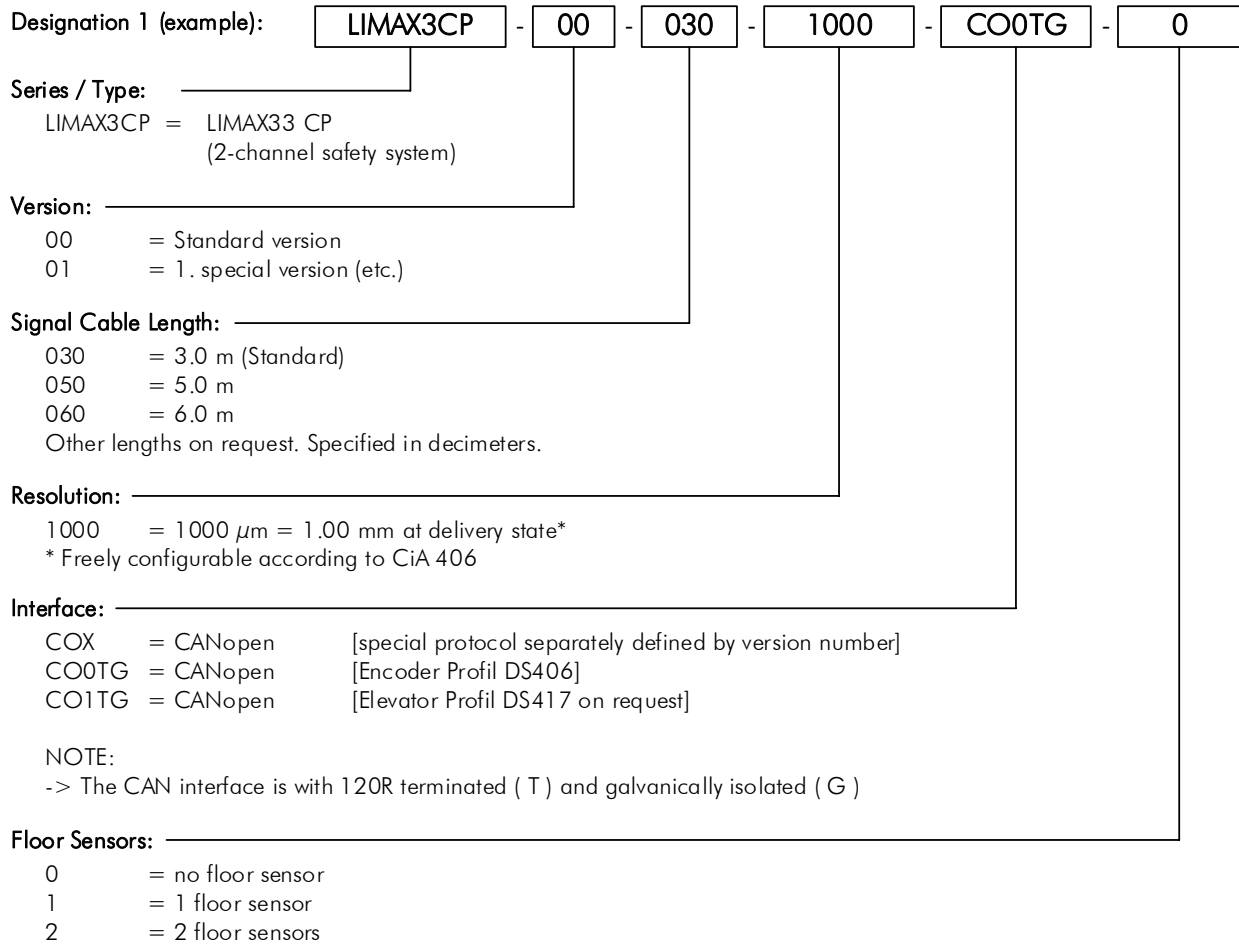 Designation 1 (example): LIMAX3CP - 00 - 030 - 1000 - CO0TG - 0
Series / Type:
LIMAX3CP = LIMAX33 CP
(2-channel safety system)
Version:
00 = Standard version
01 = 1. special version (etc.)
Signal Cable Length:
030 = 3.0 m (Standard)
050 = 5.0 m
060 = 6.0 m
Other lengths on request. Specified in decimeters.
Resolution:
1000 = 1000 µm = 1.00 mm at delivery state*
* Freely configurable according to CiA 406
Interface:
COX = CANopen [special protocol separately defined by version number]
CO0TG = CANopen [Encoder Profil DS406]
CO1TG = CANopen [Elevator Profil DS417 on request]
NOTE:
-> The CAN interface is with 120R terminated ( T ) and galvanically isolated ( G )
Floor Sensors:
0 = no floor sensor
1 = 1 floor sensor
2 = 2 floor sensors